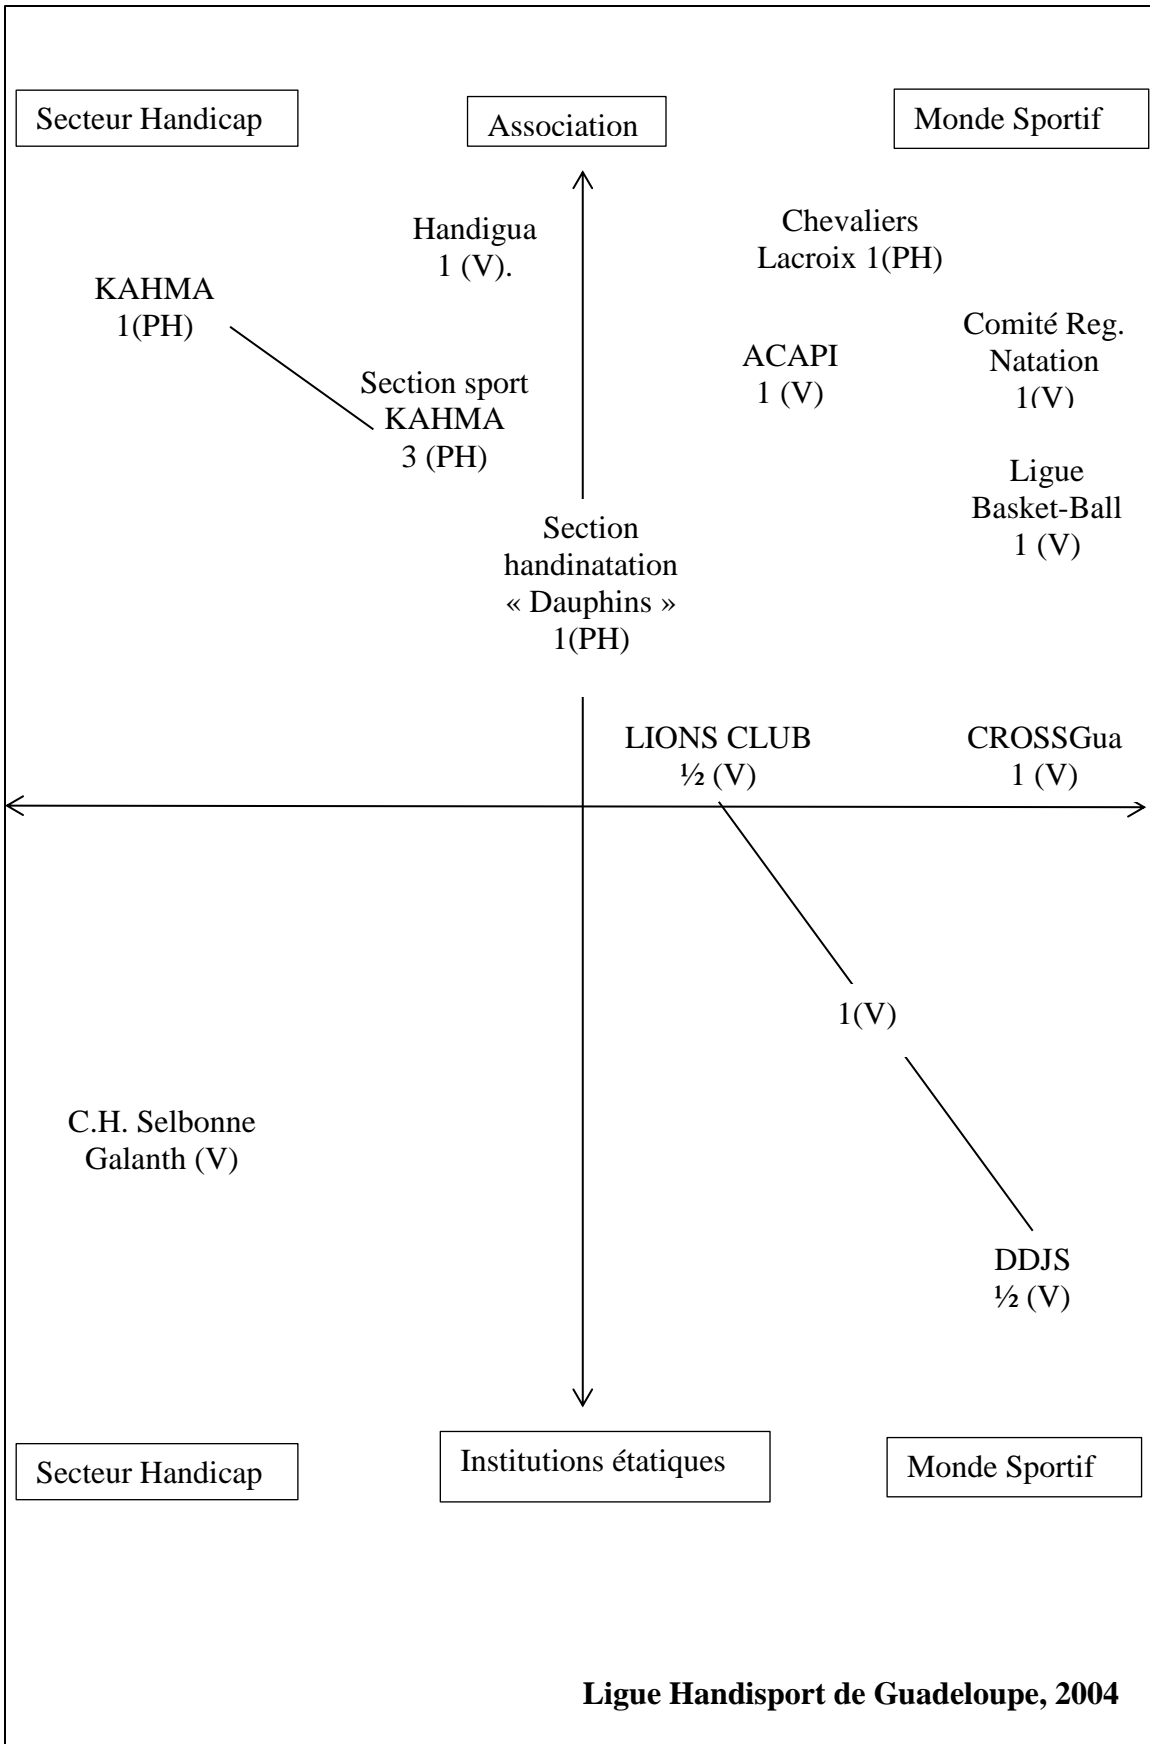 Secteur Handicap
Association
Monde Sportif
Handigua
1 (V).
Chevaliers
Lacroix 1(PH)
KAHMA
1(PH)
Comité Reg.
Natation
1(V)
ACAPI
1 (V)
Section sport
KAHMA
3 (PH)
Ligue
Basket-Ball
1 (V)
Section
handinatation
« Dauphins »
1(PH)
LIONS CLUB
½ (V)
CROSSGua
1 (V)
1(V)
C.H. Selbonne
Galanth (V)
DDJS
½ (V)
Secteur Handicap
Institutions étatiques
Monde Sportif
Ligue Handisport de Guadeloupe, 2004